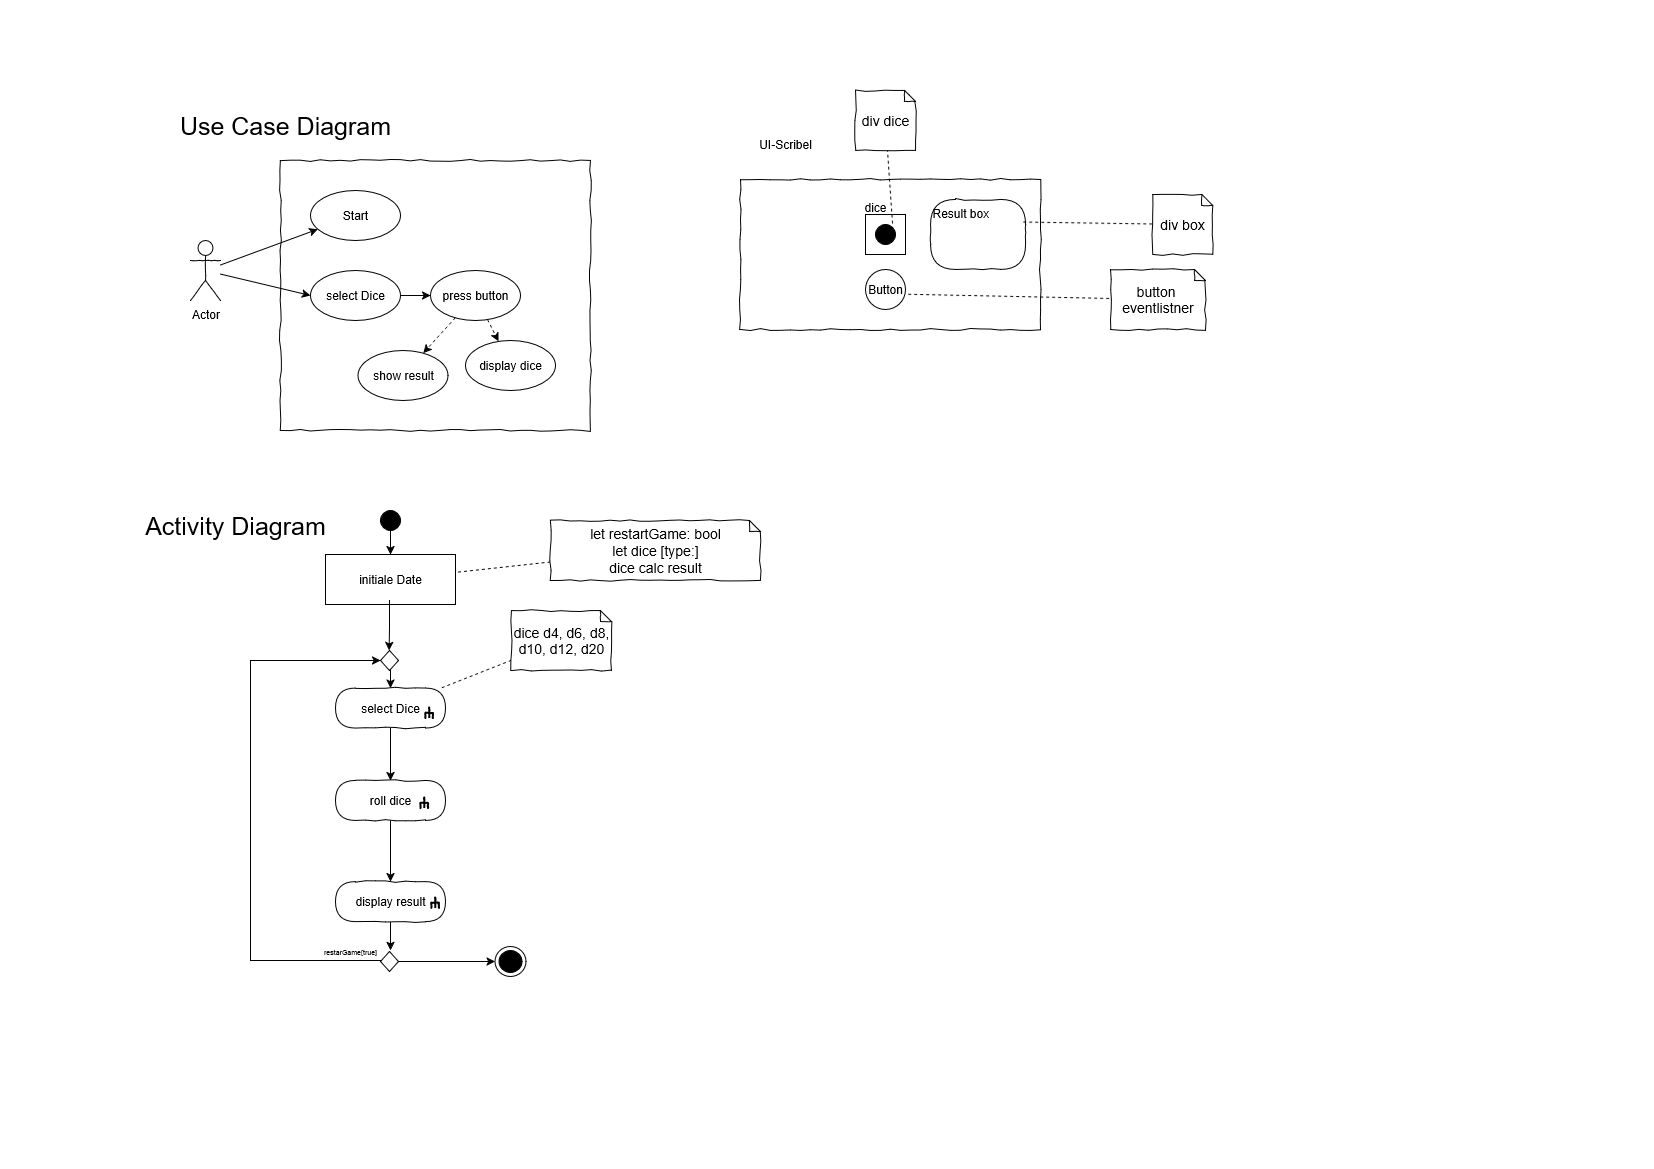 Use Case Diagram
Start
select Dice
press button
show result
display dice
Actor
UI-Scribel
div dice
dice
Result box
Button
div box
button
eventlistner
Activity Diagram
initiale Date
let restartGame: bool
let dice [type:]
dice calc result
dice d4, d6, d8,
d10, d12, d20
select Dice
roll dice
display result
restarGame[true]